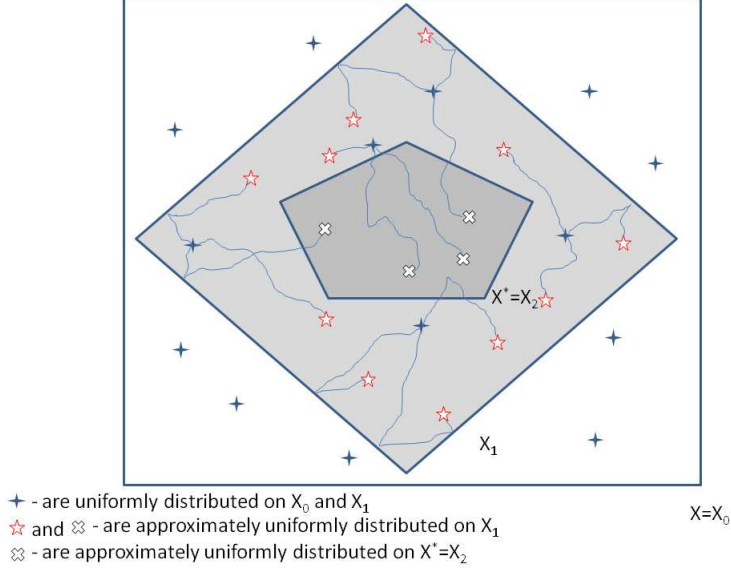 X*=X₂
X₁
X=X₀
- are uniformly distributed on X₀ and X₁
and - are approximately uniformly distributed on X₁
- are approximately uniformly distributed on X*=X₂